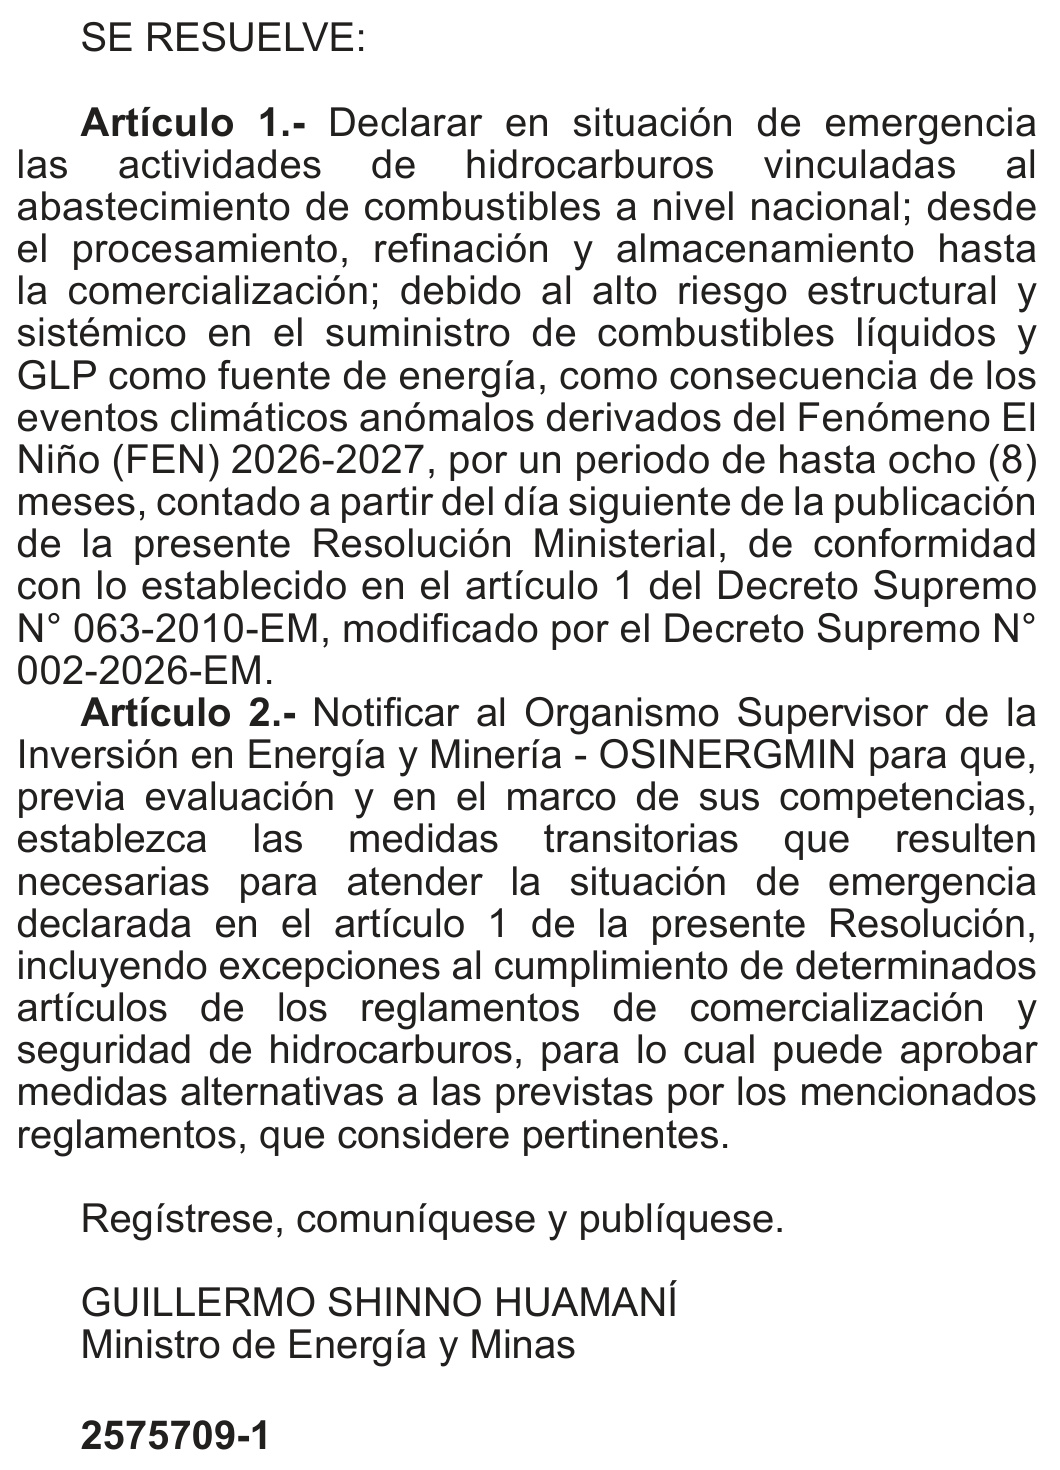 SE RESUELVE:
Artículo 1.- Declarar en situación de emergencia
las actividades de hidrocarburos vinculadas al
abastecimiento de combustibles a nivel nacional; desde
el procesamiento, refinación y almacenamiento hasta
la comercialización; debido al alto riesgo estructural y
sistémico en el suministro de combustibles líquidos y
GLP como fuente de energía, como consecuencia de los
eventos climáticos anómalos derivados del Fenómeno El
Niño (FEN) 2026-2027, por un periodo de hasta ocho (8)
meses, contado a partir del día siguiente de la publicación
de la presente Resolución Ministerial, de conformidad
con lo establecido en el artículo 1 del Decreto Supremo
N° 063-2010-EM, modificado por el Decreto Supremo N°
002-2026-EM.
Artículo 2.- Notificar al Organismo Supervisor de la
Inversión en Energía y Minería - OSINERGMIN para que,
previa evaluación y en el marco de sus competencias,
establezca las medidas transitorias que resulten
necesarias para atender la situación de emergencia
declarada en el artículo 1 de la presente Resolución,
incluyendo excepciones al cumplimiento de determinados
artículos de los reglamentos de comercialización y
seguridad de hidrocarburos, para lo cual puede aprobar
medidas alternativas a las previstas por los mencionados
reglamentos, que considere pertinentes.
Regístrese, comuníquese y publíquese.
GUILLERMO SHINNO HUAMANÍ
Ministro de Energía y Minas
2575709-1